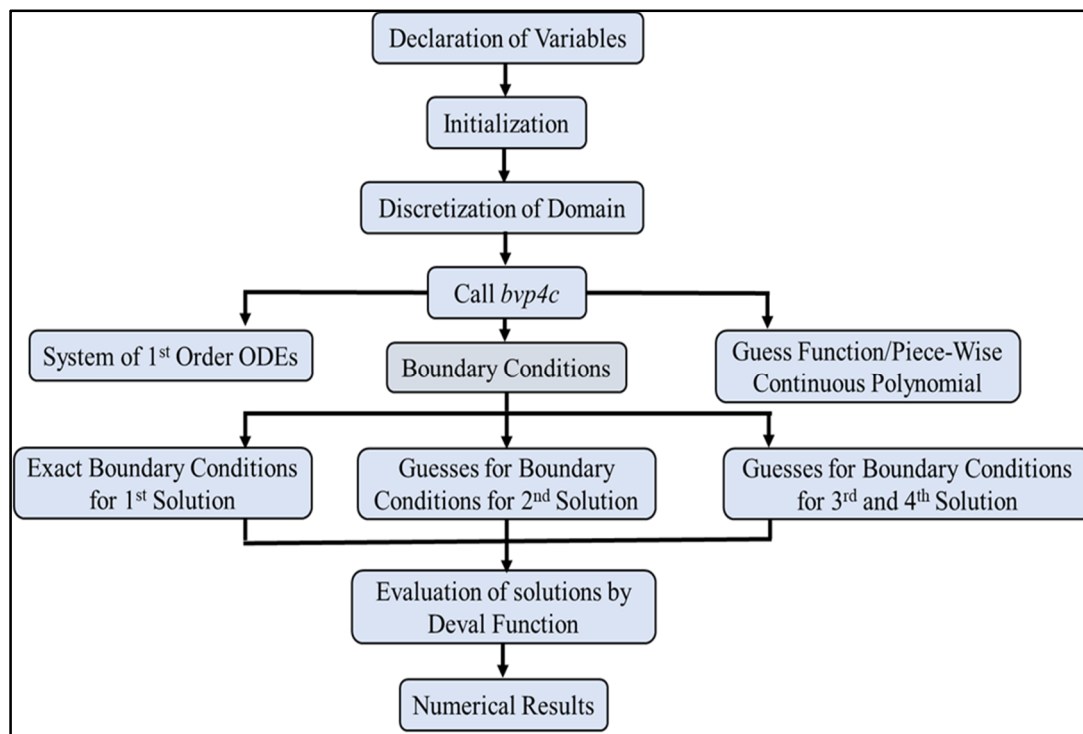 Declaration of Variables
Initialization
Discretization of Domain
Call bvp4c
System of 1st Order ODEs
Boundary Conditions
Guess Function/Piece-Wise
Continuous Polynomial
Exact Boundary Conditions
for 1st Solution
Guesses for Boundary
Conditions for 2nd Solution
Guesses for Boundary Conditions
for 3rd and 4th Solution
Evaluation of solutions by
Deval Function
Numerical Results